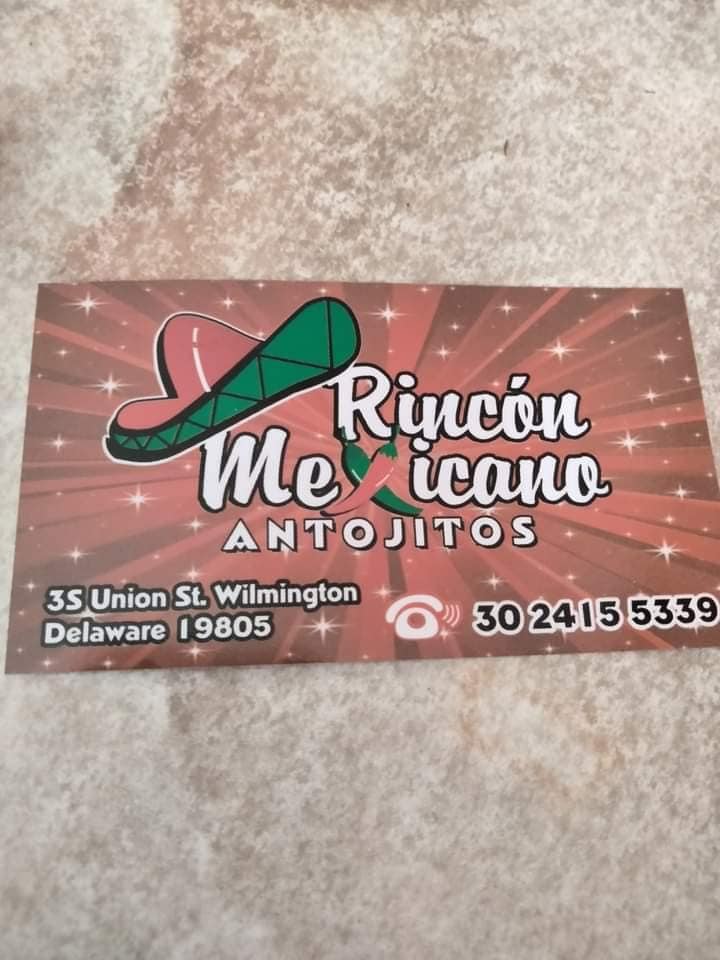 Rincón
Mexicano
ANTOJITOS
3S Union St. Wilmington
Delaware 19805
30 2415 5339